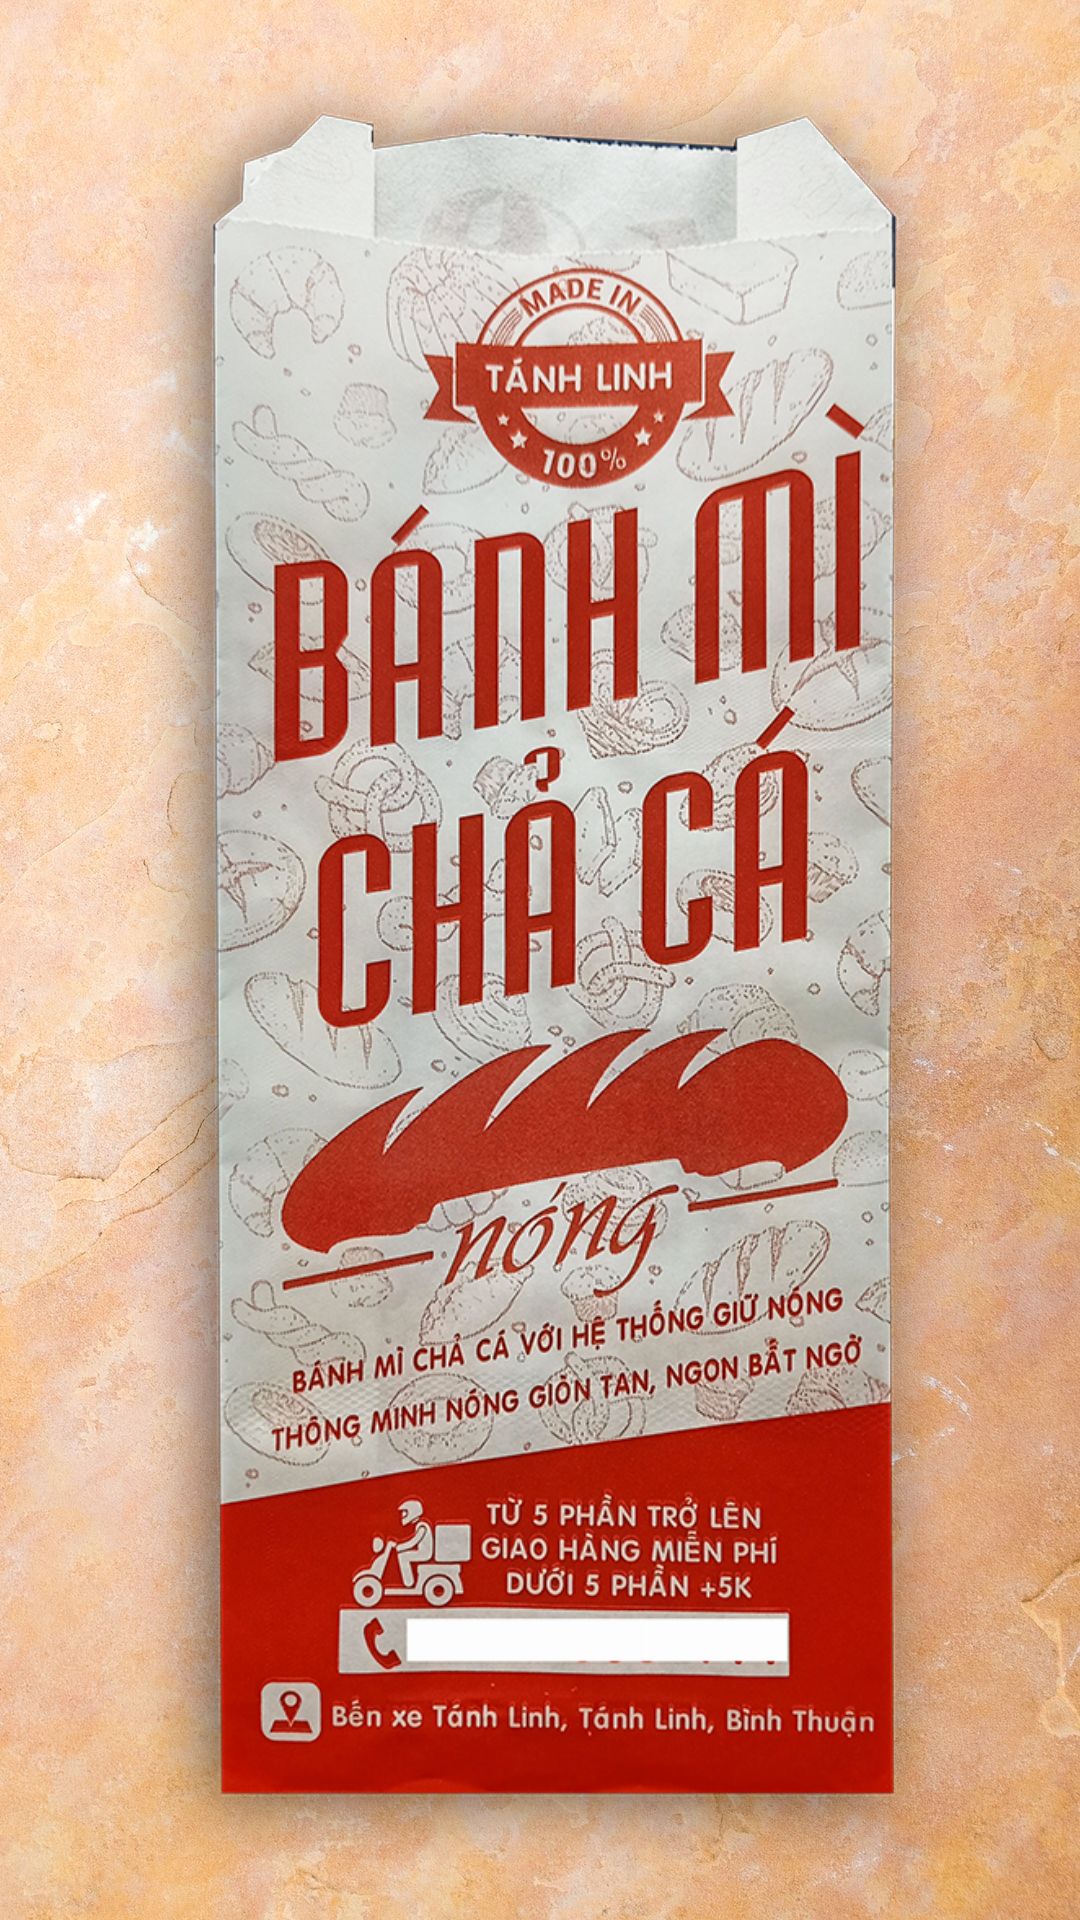 MADE IN
TÁNH LINH
100%
BÁNH MÌ
CHẢ CÁ
nóng
BÁNH MÌ CHẢ CÁ VỚI HỆ THỐNG GIỮ NÓNG
THÔNG MINH NÓNG GIÒN TAN, NGON BẤT NGỜ
TỪ 5 PHẦN TRỞ LÊN
GIAO HÀNG MIỄN PHÍ
DƯỚI 5 PHẦN +5K
Bến xe Tánh Linh, Tánh Linh, Bình Thuận